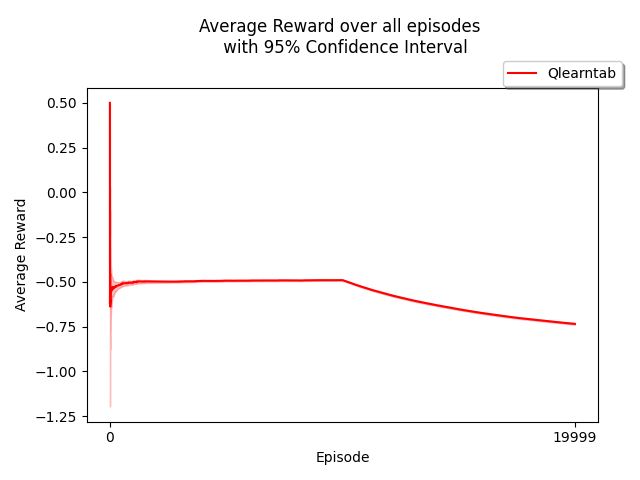 Average Reward over all episodes
with 95% Confidence Interval
Qlearntab
0.50
0.25
0.00
−0.25
−0.50
−0.75
−1.00
−1.25
Average Reward
0
19999
Episode